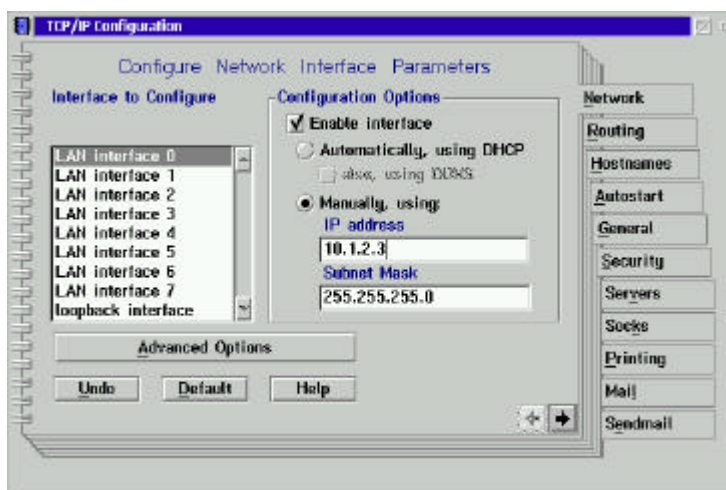 TCP/IP Configuration
Configure Network Interface Parameters
Interface to Configure
LAN interface 0
LAN interface 1
LAN interface 2
LAN interface 3
LAN interface 4
LAN interface 5
LAN interface 6
LAN interface 7
loopback interface
Configuration Options
Enable interface
Automatically, using DHCP
also, using DDNS
Manually, using:
IP address
10.1.2.3
Subnet Mask
255.255.255.0
Advanced Options
Undo
Default
Help
Network
Routing
Hostnames
Autostart
General
Security
Servers
Socks
Printing
Mail
Sendmail